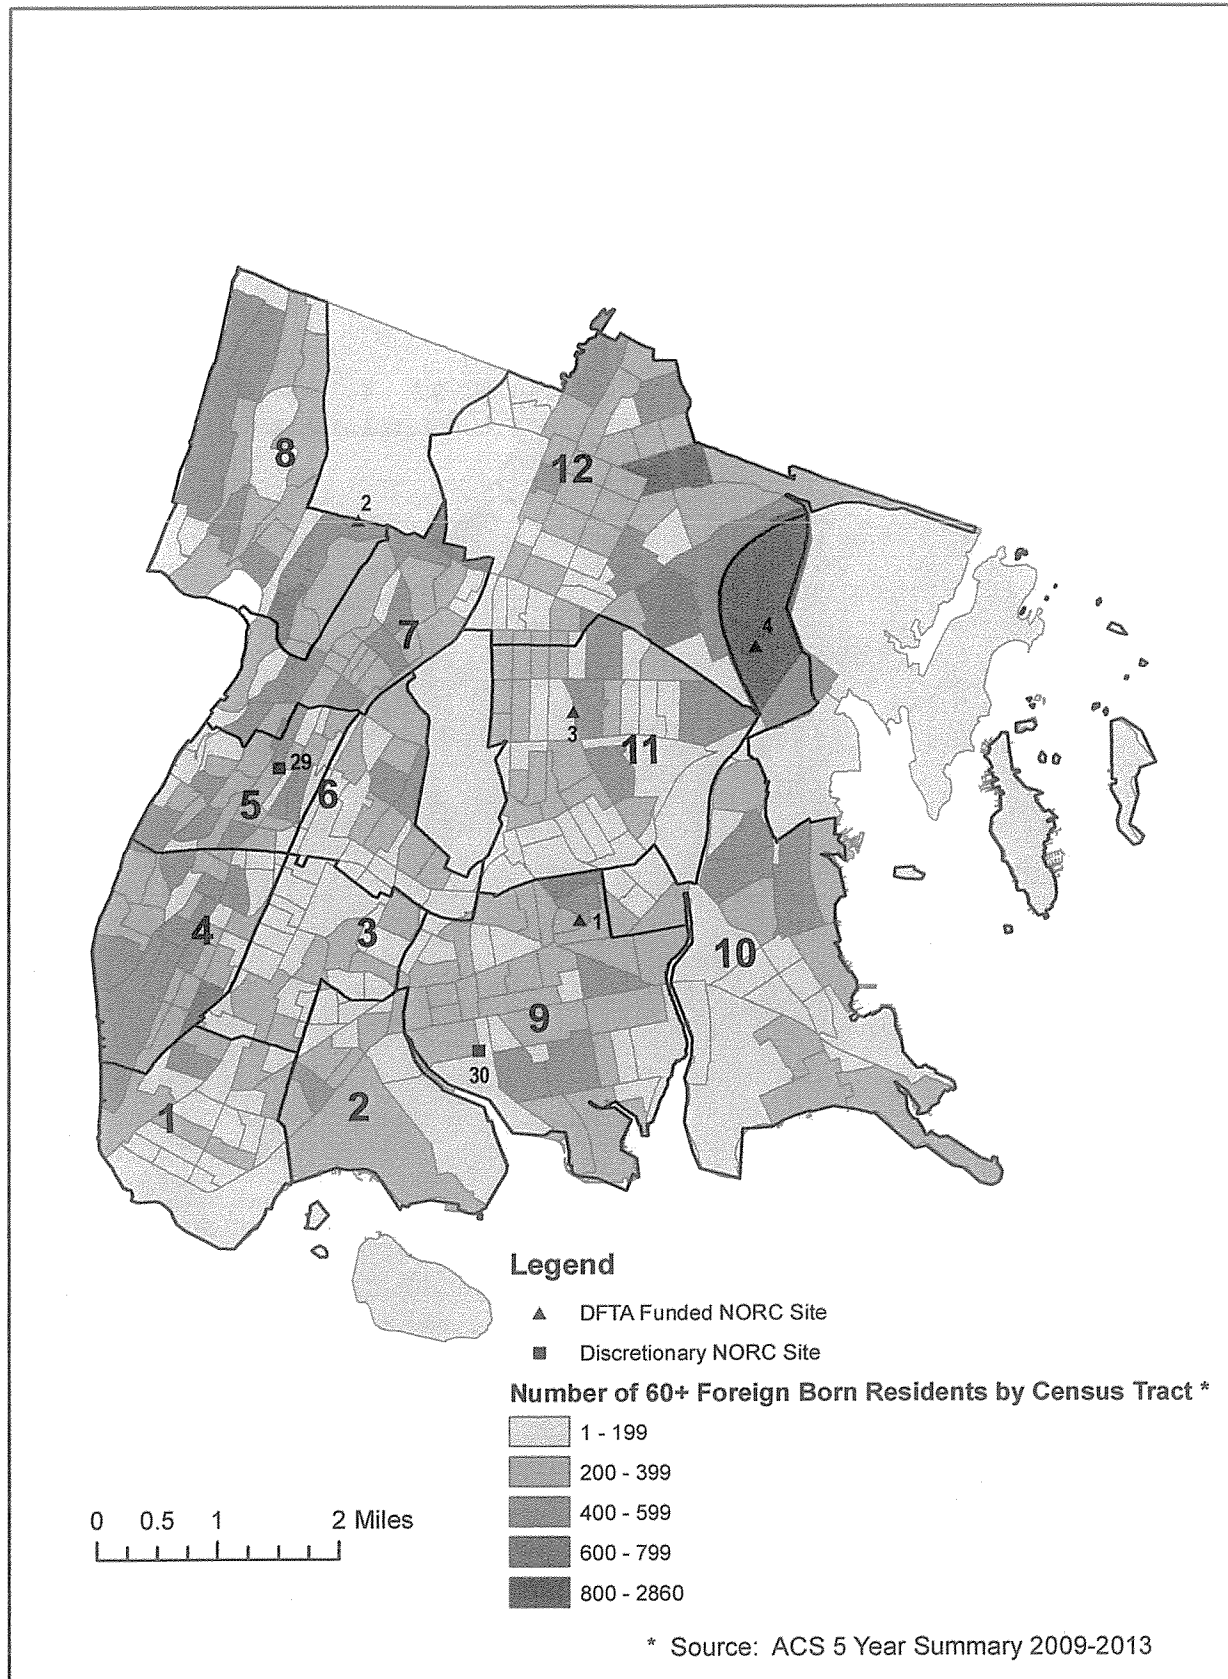 8
12
2
7
4
3
11
29
5
6
4
3
1
10
9
30
2
1
Legend
DFTA Funded NORC Site
Discretionary NORC Site
Number of 60+ Foreign Born Residents by Census Tract *
1 - 199
200 - 399
400 - 599
600 - 799
800 - 2860
0 0.5 1 2 Miles
* Source: ACS 5 Year Summary 2009-2013